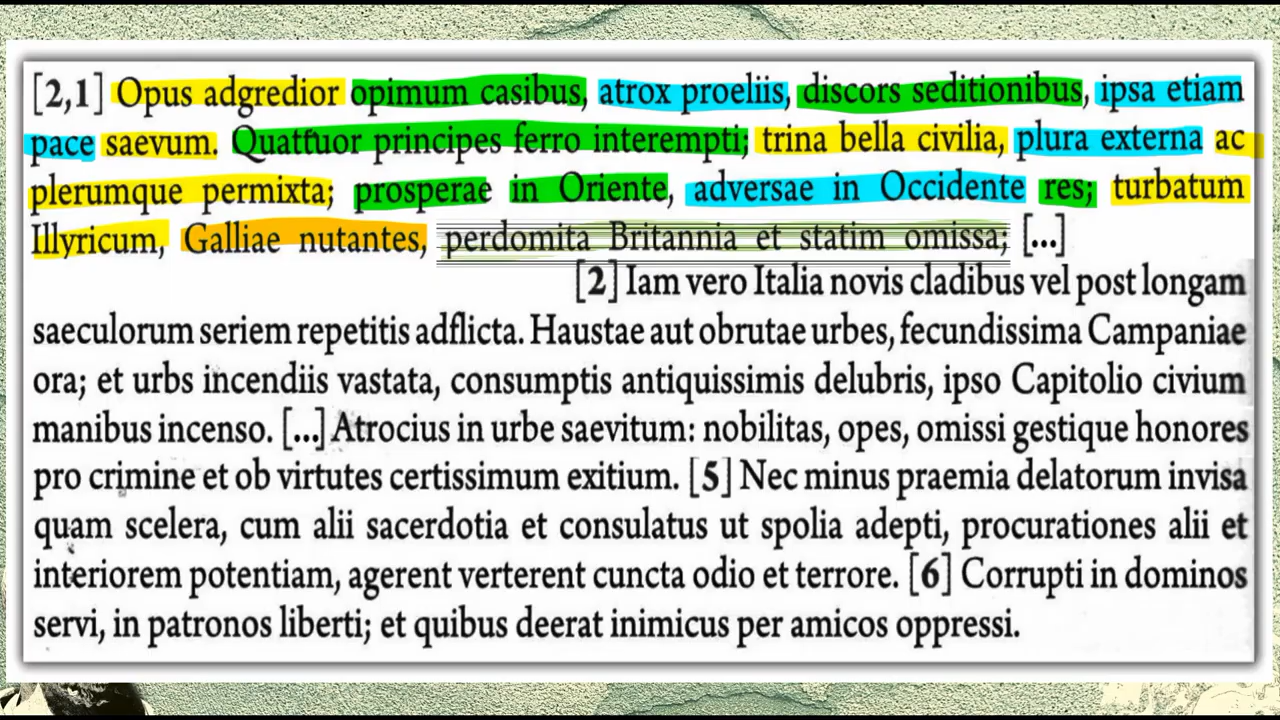 [2,1] Opus adgredior opimum casibus, atrox proeliis, discors seditionibus, ipsa etiam
pace saevum. Quattuor principes ferro interempti; trina bella civilia, plura externa ac
plerumque permixta; prosperae in Oriente, adversae in Occidente res; turbatum
Illyricum, Galliae nutantes, perdomita Britannia et statim omissa; [...]
[2] Iam vero Italia novis cladibus vel post longam
saeculorum seriem repetitis adflicta. Haustae aut obrutae urbes, fecundissima Campaniae
ora; et urbs incendiis vastata, consumptis antiquissimis delubris, ipso Capitolio civium
manibus incenso. [...] Atrocius in urbe saevitum: nobilitas, opes, omissi gestique honores
pro crimine et ob virtutes certissimum exitium. [5] Nec minus praemia delatorum invisa
quam scelera, cum alii sacerdotia et consulatus ut spolia adepti, procurationes alii et
interiorem potentiam, agerent verterent cuncta odio et terrore. [6] Corrupti in dominos
servi, in patronos liberti; et quibus deerat inimicus per amicos oppressi.